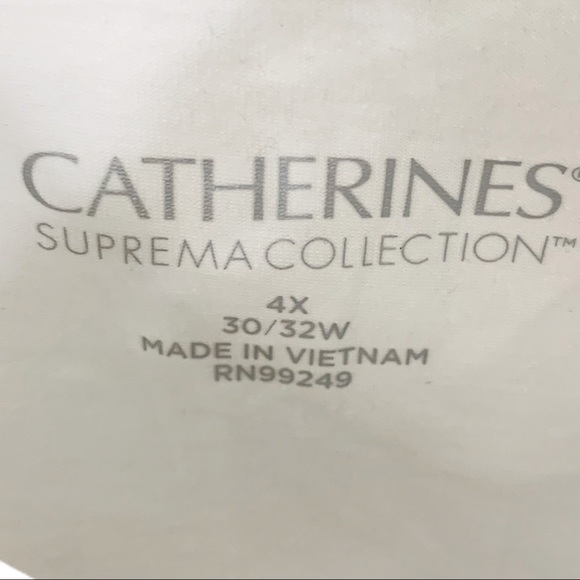 CATHERINES®
SUPREMA COLLECTION™
4X
30/32W
MADE IN VIETNAM
RN99249